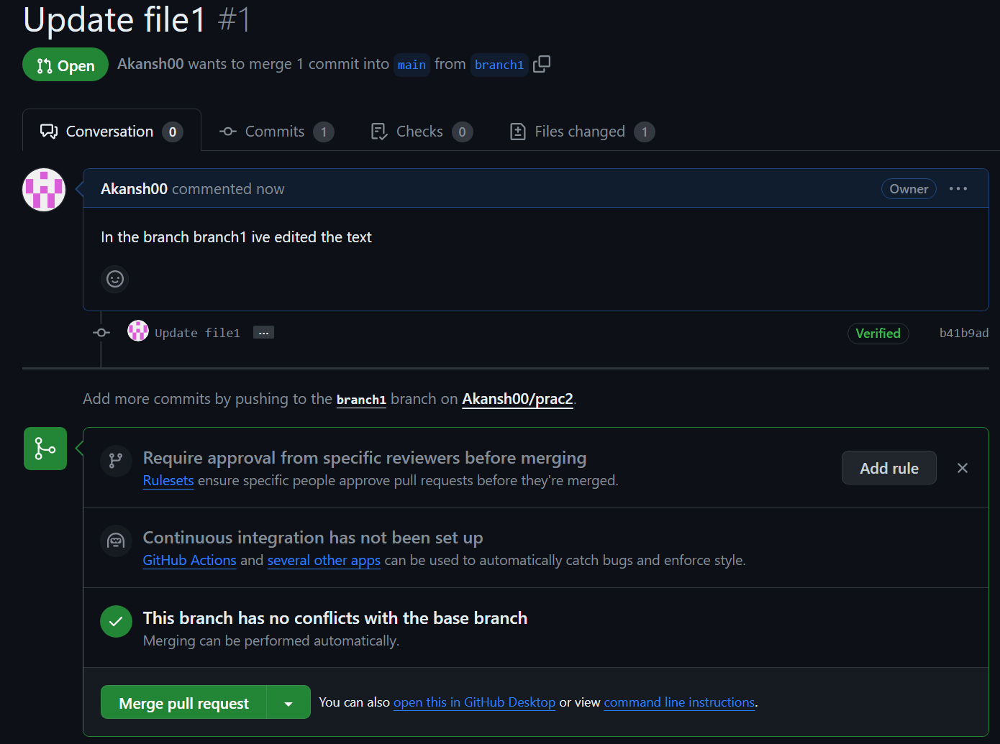 Update file1 #1
Open Akansh00 wants to merge 1 commit into main from branch1
Conversation 0 Commits 1 Checks 0 Files changed 1
Akansh00 commented now Owner ...
In the branch branch1 ive edited the text
Update file1 ... Verified b41b9ad
Add more commits by pushing to the branch1 branch on Akansh00/prac2.
Require approval from specific reviewers before merging
Rulesets ensure specific people approve pull requests before they're merged.
Add rule
Continuous integration has not been set up
GitHub Actions and several other apps can be used to automatically catch bugs and enforce style.
This branch has no conflicts with the base branch
Merging can be performed automatically.
Merge pull request You can also open this in GitHub Desktop or view command line instructions.